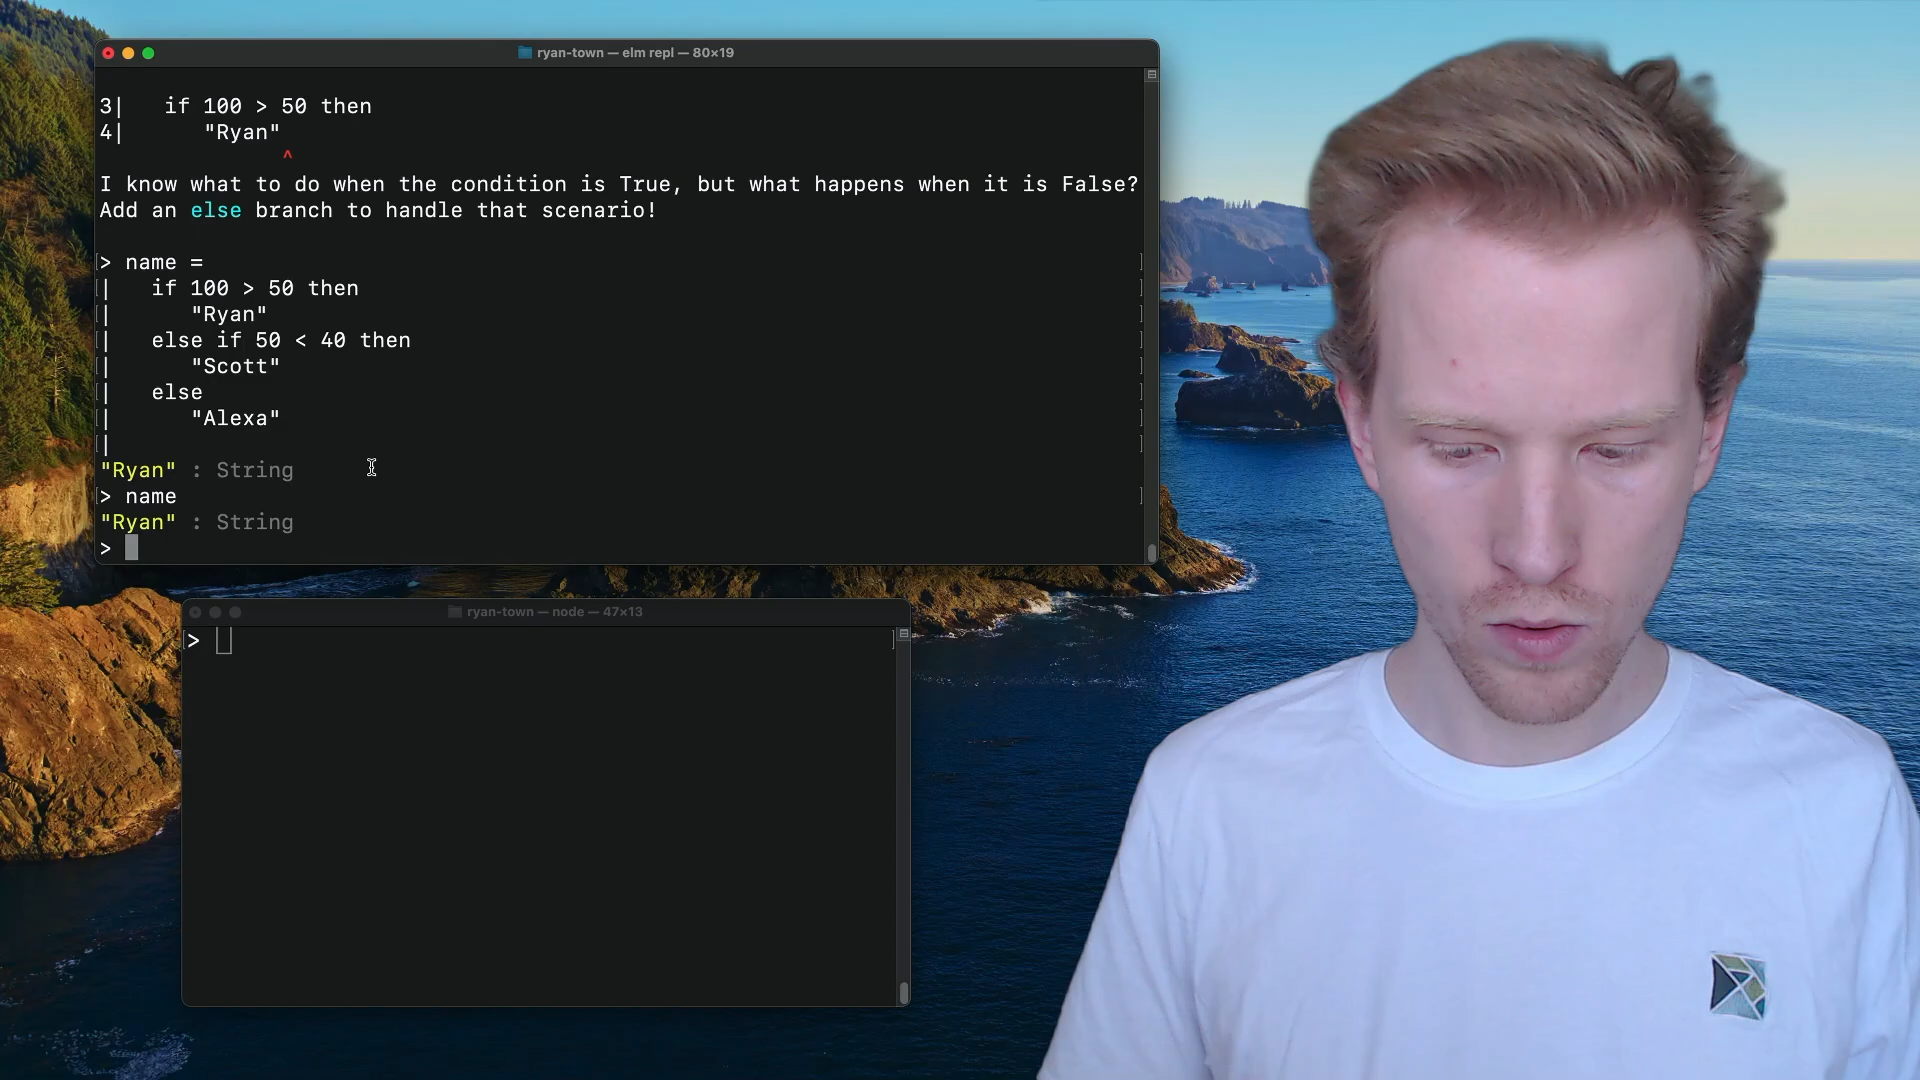 ryan-town — elm repl — 80×19
3|   if 100 > 50 then
4|      "Ryan"
^
I know what to do when the condition is True, but what happens when it is False?
Add an else branch to handle that scenario!
> name =
|   if 100 > 50 then
|      "Ryan"
|   else if 50 < 40 then
|      "Scott"
|   else
|      "Alexa"
|
"Ryan" : String
> name
"Ryan" : String
>
ryan-town — node — 47×13
>